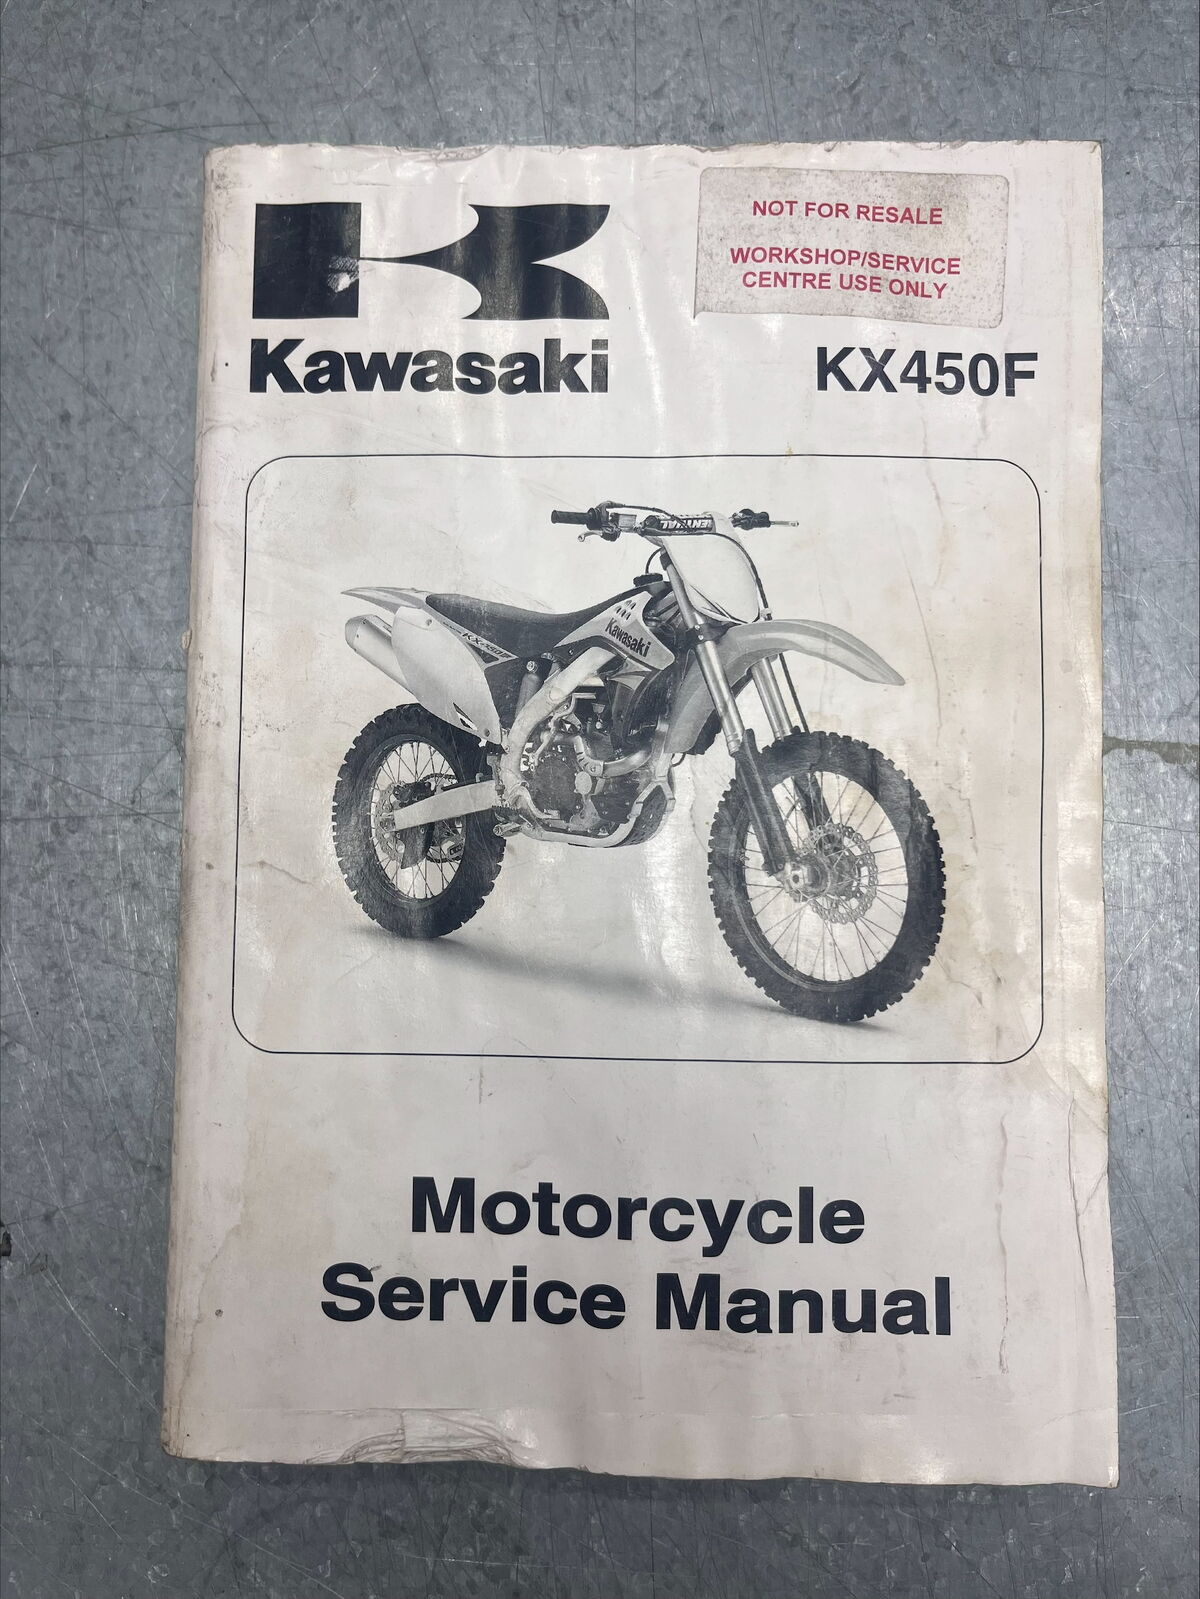 NOT FOR RESALE
WORKSHOP/SERVICE
CENTRE USE ONLY
Kawasaki
KX450F
Kawasaki
Motorcycle
Service Manual